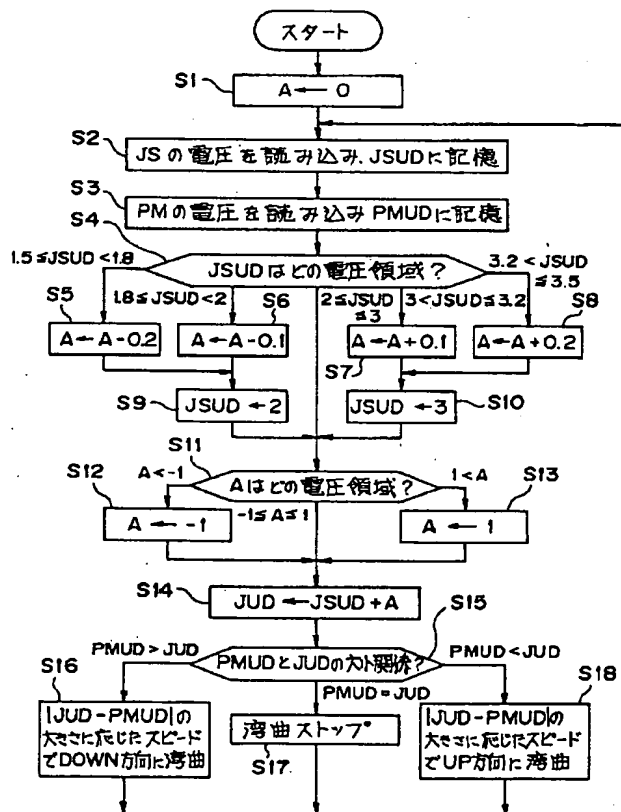 スタート
S1
A ← 0
S2
JSの電圧を読み込み、JSUDに記憶
S3
PMの電圧を読み込みPMUDに記憶
S4
JSUDはどの電圧領域?
1.5≦JSUD<1.8
1.8≦JSUD<2
2≦JSUD
≦3
3<JSUD≦3.2
3.2<JSUD
≦3.5
S5
A←A-0.2
S6
A←A-0.1
S7
A←A+0.1
S8
A←A+0.2
S9
JSUD ←2
S10
JSUD ←3
S11
Aはどの電圧領域?
A<-1
-1≦A≦1
1<A
S12
A ← -1
S13
A ← 1
S14
JUD ←JSUD+A
S15
PMUDとJUDの大小関係?
PMUD>JUD
PMUD=JUD
PMUD<JUD
S16
|JUD-PMUD|の
大きさに応じたスピード
でDOWN方向に湾曲
湾曲ストップ
S17
S18
|JUD-PMUD|の
大きさに応じたスピード
でUP方向に湾曲